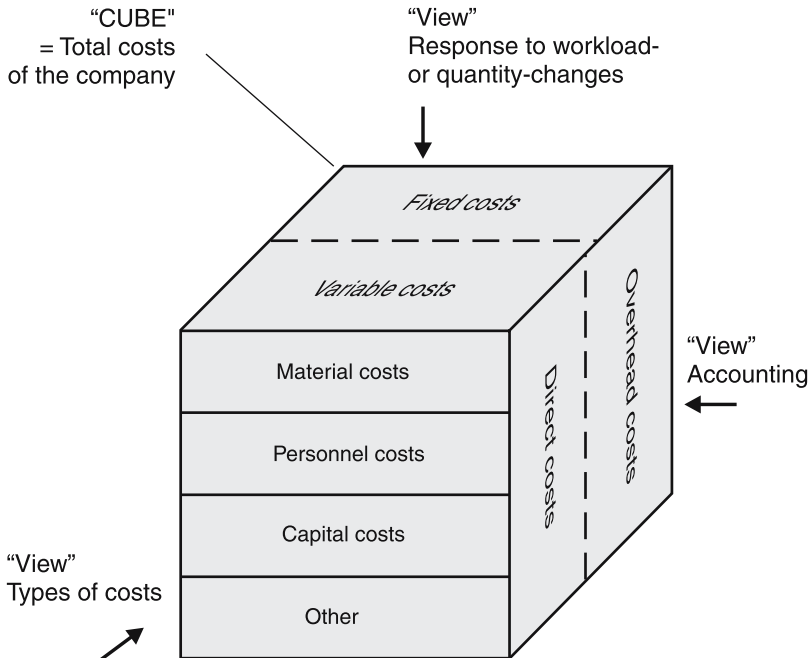 “CUBE"
= Total costs
of the company
“View”
Response to workload-
or quantity-changes
Fixed costs
Variable costs
Material costs
Personnel costs
Capital costs
Other
Direct costs
Overhead costs
“View”
Accounting
“View”
Types of costs